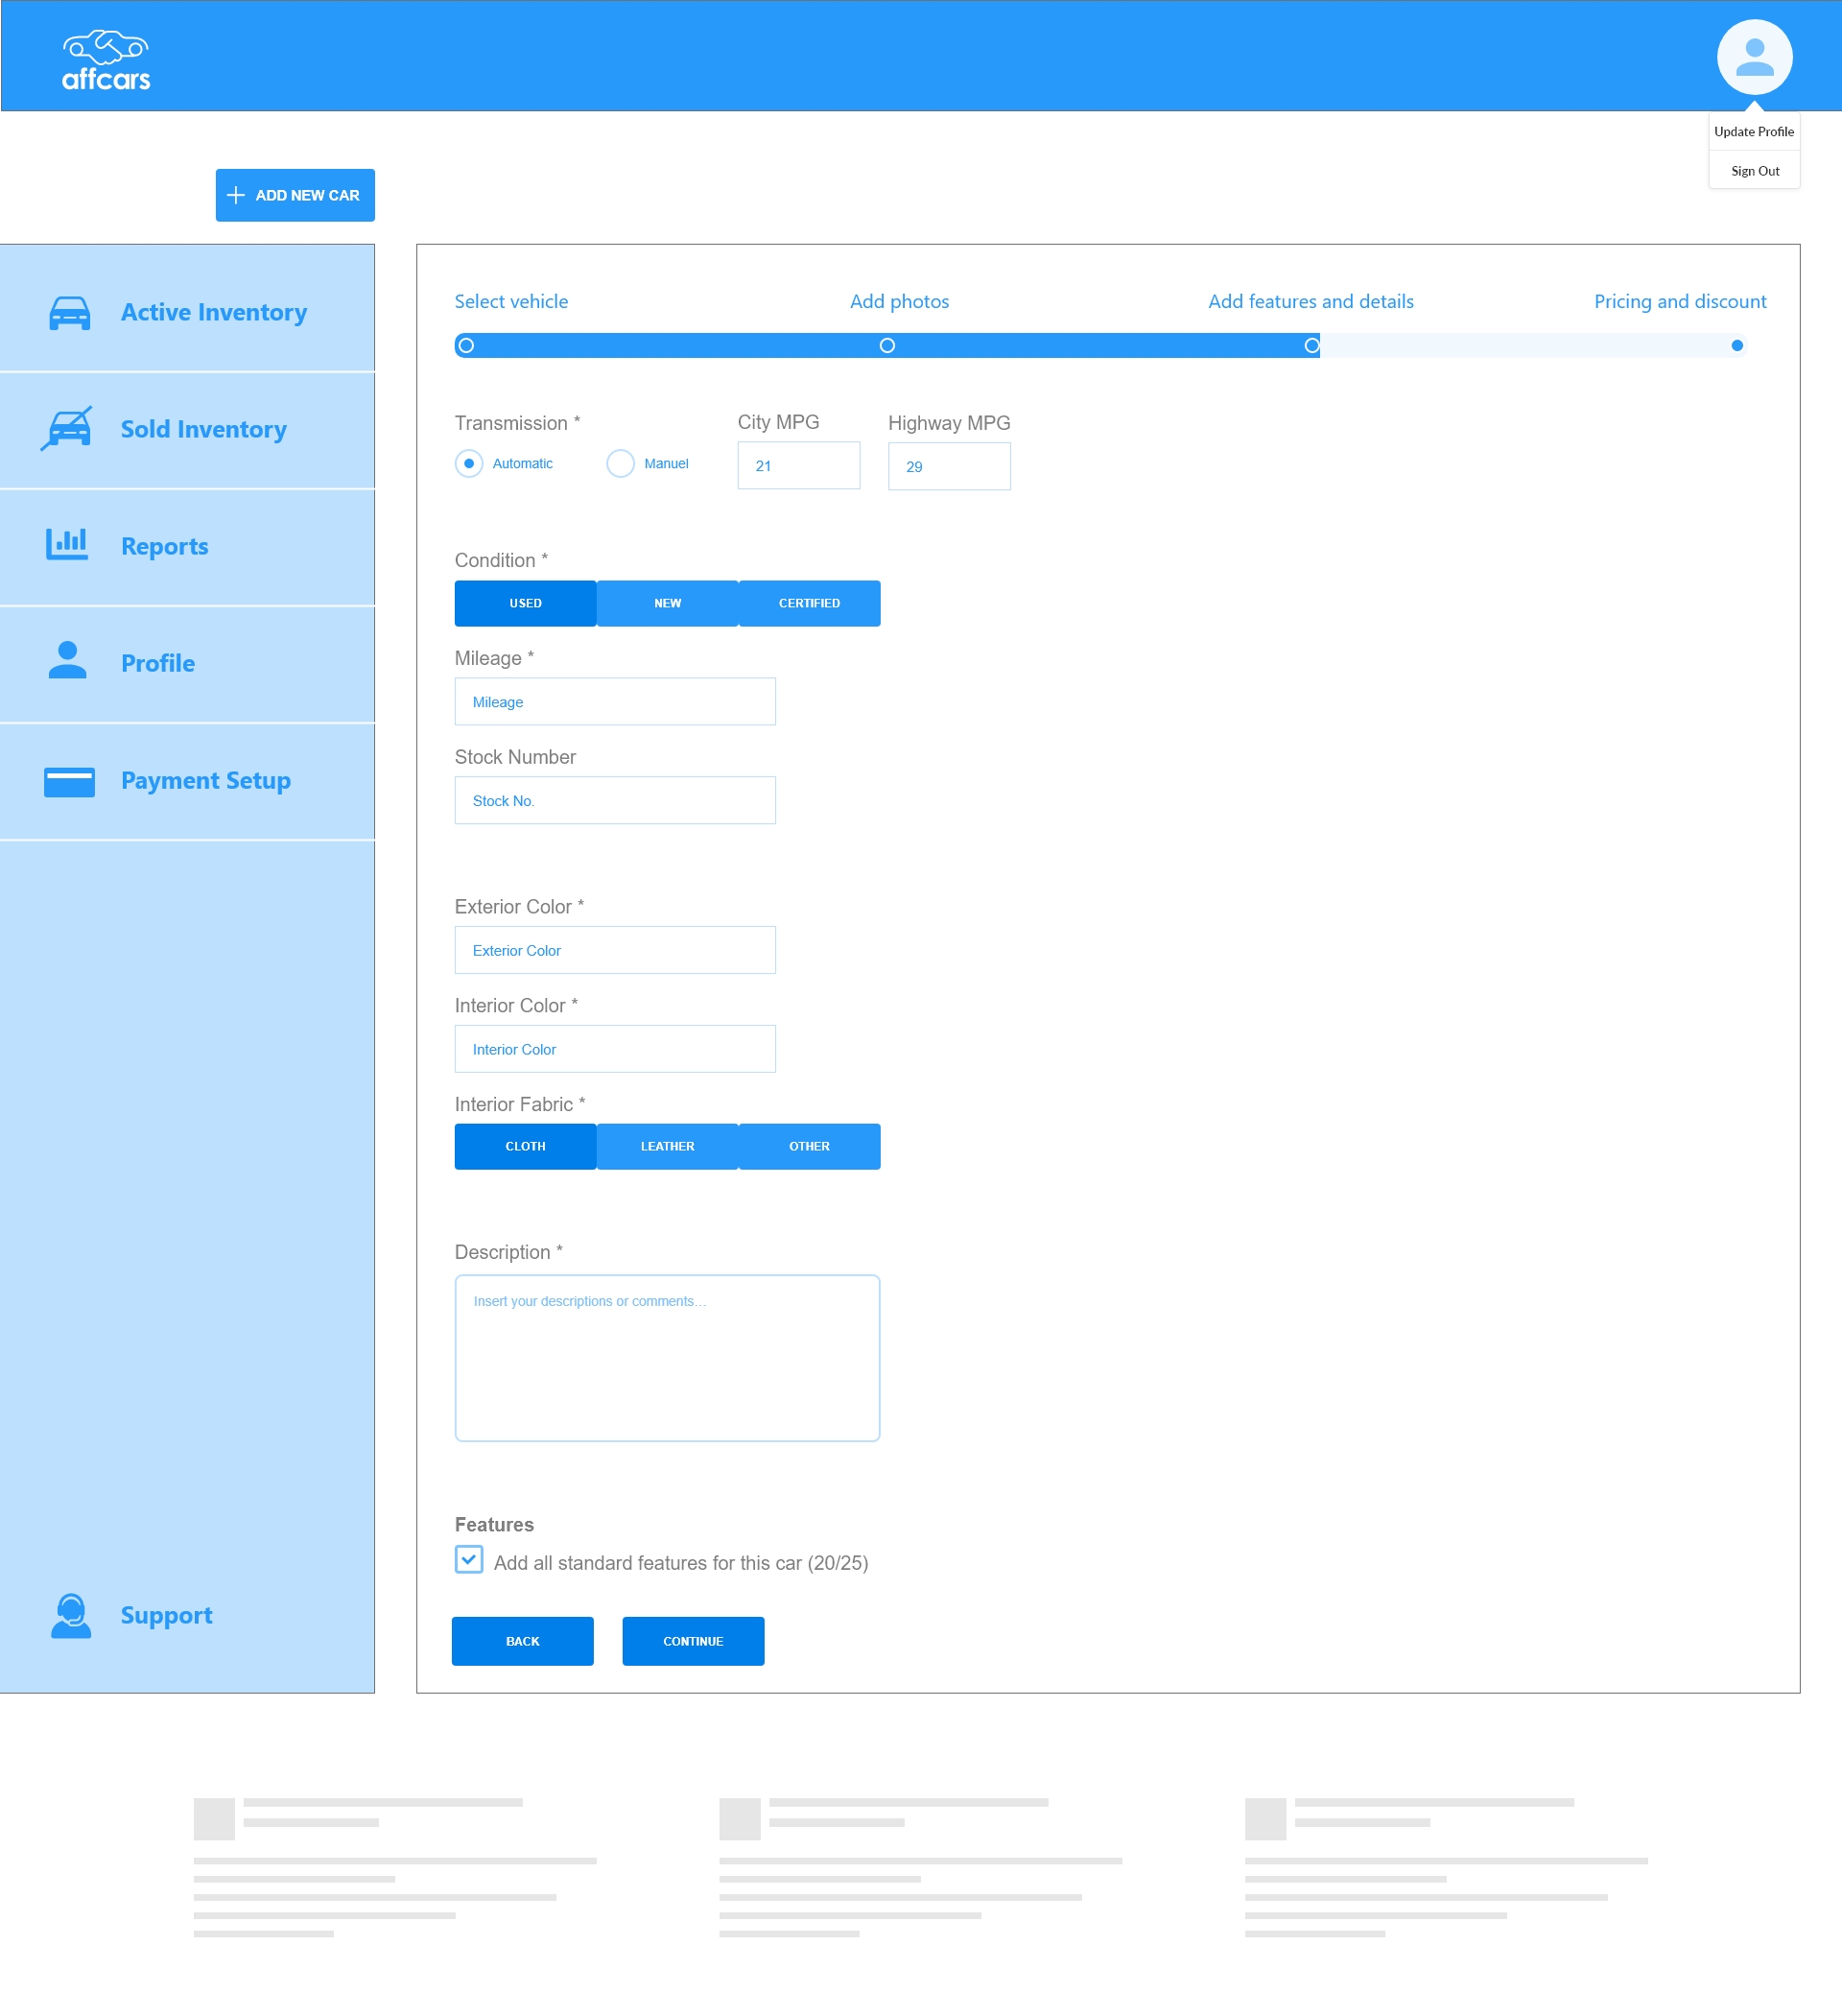 affcars
Update Profile
Sign Out
ADD NEW CAR
Active Inventory
Sold Inventory
Reports
Profile
Payment Setup
Support
Select vehicle
Add photos
Add features and details
Pricing and discount
Transmission *
City MPG
Highway MPG
Automatic
Manuel
21
29
Condition *
USED
NEW
CERTIFIED
Mileage *
Mileage
Stock Number
Stock No.
Exterior Color *
Exterior Color
Interior Color *
Interior Color
Interior Fabric *
CLOTH
LEATHER
OTHER
Description *
Insert your descriptions or comments...
Features
Add all standard features for this car (20/25)
BACK
CONTINUE